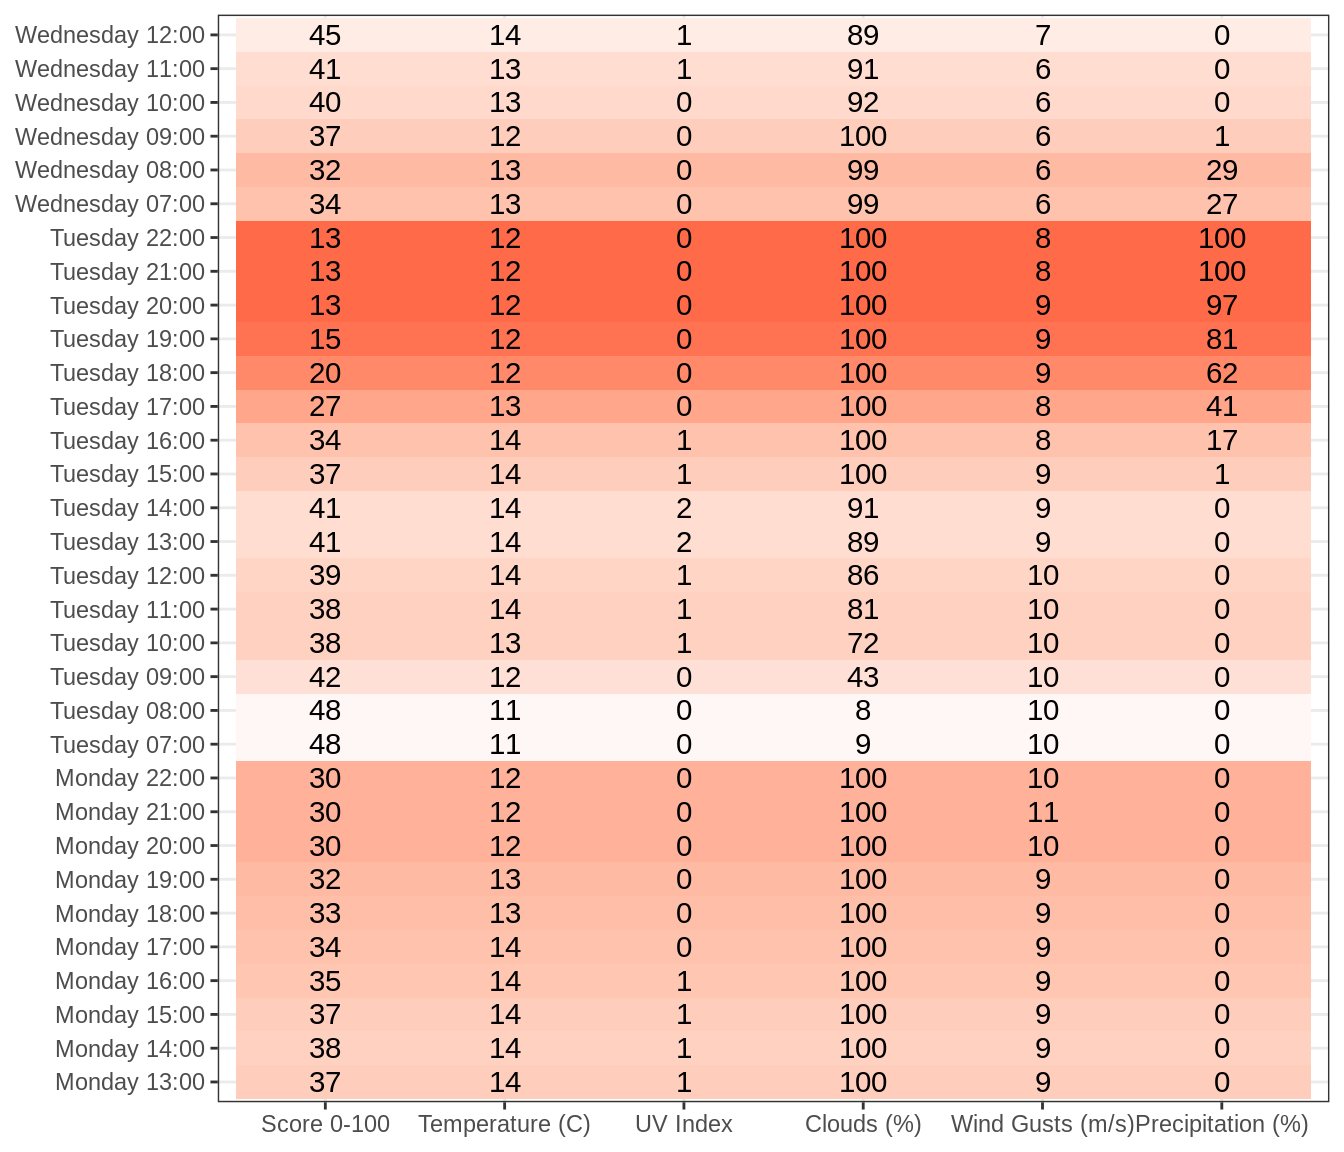 Wednesday 12:00 45 14 1 89 7 0
Wednesday 11:00 41 13 1 91 6 0
Wednesday 10:00 40 13 0 92 6 0
Wednesday 09:00 37 12 0 100 6 1
Wednesday 08:00 32 13 0 99 6 29
Wednesday 07:00 34 13 0 99 6 27
Tuesday 22:00 13 12 0 100 8 100
Tuesday 21:00 13 12 0 100 8 100
Tuesday 20:00 13 12 0 100 9 97
Tuesday 19:00 15 12 0 100 9 81
Tuesday 18:00 20 12 0 100 9 62
Tuesday 17:00 27 13 0 100 8 41
Tuesday 16:00 34 14 1 100 8 17
Tuesday 15:00 37 14 1 100 9 1
Tuesday 14:00 41 14 2 91 9 0
Tuesday 13:00 41 14 2 89 9 0
Tuesday 12:00 39 14 1 86 10 0
Tuesday 11:00 38 14 1 81 10 0
Tuesday 10:00 38 13 1 72 10 0
Tuesday 09:00 42 12 0 43 10 0
Tuesday 08:00 48 11 0 8 10 0
Tuesday 07:00 48 11 0 9 10 0
Monday 22:00 30 12 0 100 10 0
Monday 21:00 30 12 0 100 11 0
Monday 20:00 30 12 0 100 10 0
Monday 19:00 32 13 0 100 9 0
Monday 18:00 33 13 0 100 9 0
Monday 17:00 34 14 0 100 9 0
Monday 16:00 35 14 1 100 9 0
Monday 15:00 37 14 1 100 9 0
Monday 14:00 38 14 1 100 9 0
Monday 13:00 37 14 1 100 9 0
Score 0-100 Temperature (C) UV Index Clouds (%) Wind Gusts (m/s) Precipitation (%)